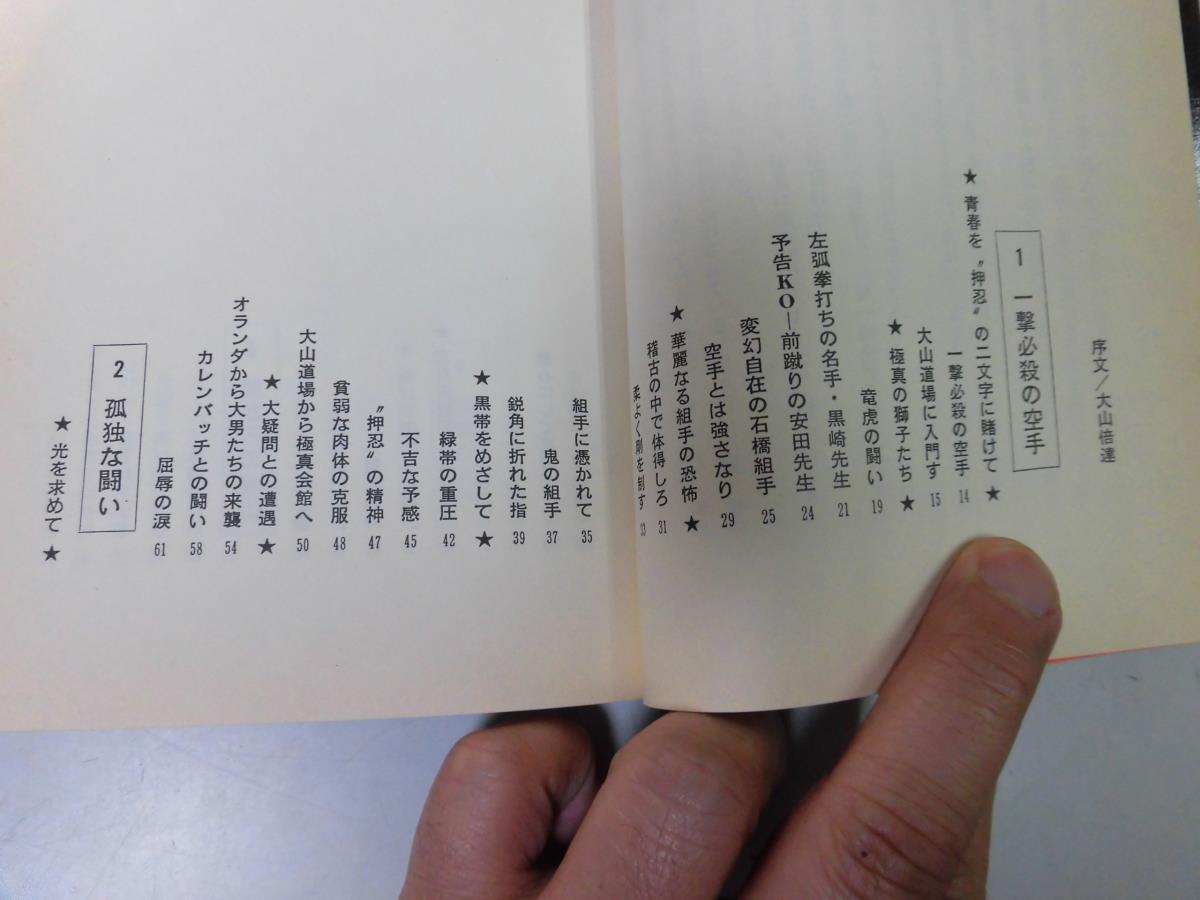 序文/大山倍達
1 一撃必殺の空手
★ 青春を〝押忍〟の二文字に賭けて ★
一撃必殺の空手 14
大山道場に入門す 15
★ 極真の獅子たち ★
竜虎の闘い 19
左弧拳打ちの名手・黒崎先生 21
予告KO―前蹴りの安田先生 24
変幻自在の石橋組手 25
空手とは強さなり 29
★ 華麗なる組手の恐怖 ★
稽古の中で体得しろ 31
柔よく剛を制す 33
組手に憑かれて 35
鬼の組手 37
鋭角に折れた指 39
★ 黒帯をめざして ★
緑帯の重圧 42
不吉な予感 45
〝押忍〟の精神 47
貧弱な肉体の克服 48
大山道場から極真会館へ 50
★ 大疑問との遭遇 ★
オランダから大男たちの来襲 54
カレンバッチとの闘い 58
屈辱の涙 61
2 孤独な闘い
★ 光を求めて ★